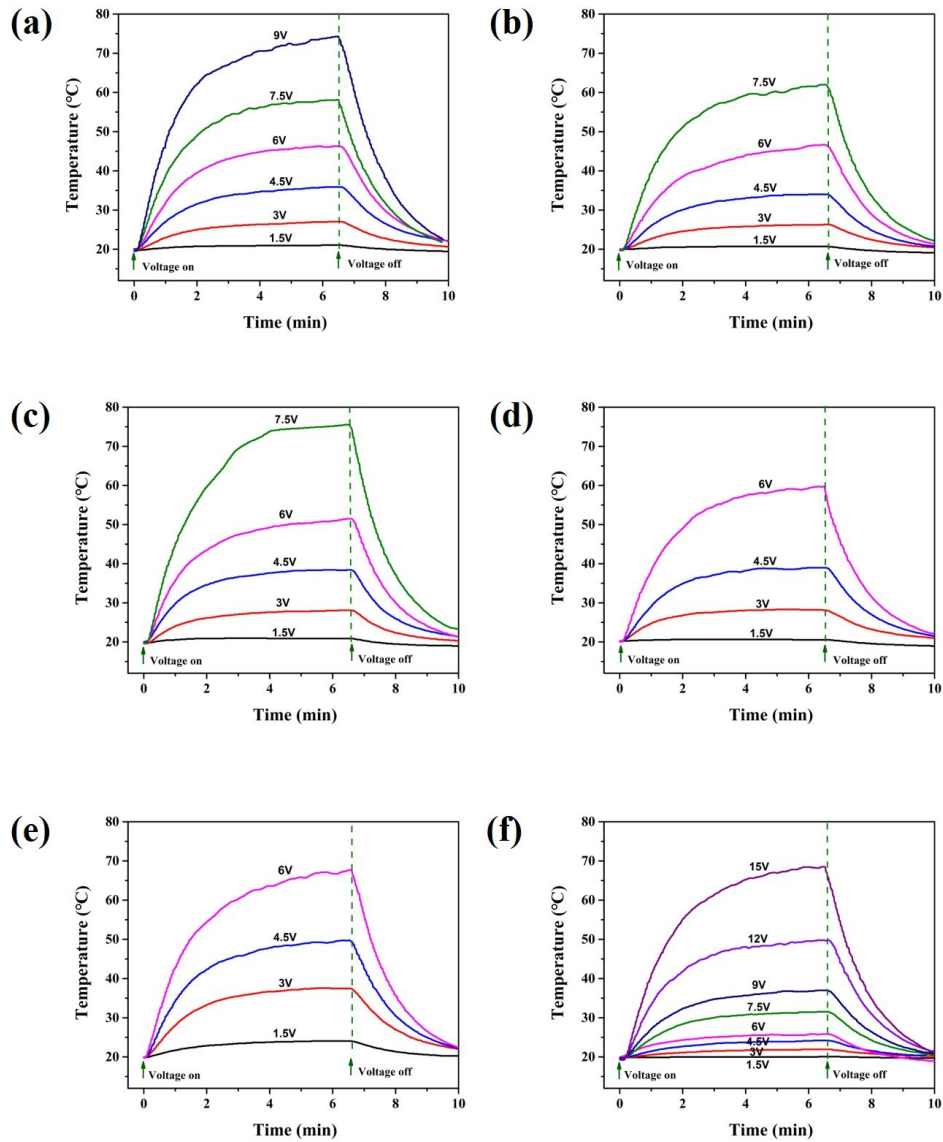 (a)
80
70
60
50
40
30
20
Temperature (°C)
9V
7.5V
6V
4.5V
3V
1.5V
Voltage on
Voltage off
0 2 4 6 8 10
Time (min)
(b)
80
70
60
50
40
30
20
Temperature (°C)
7.5V
6V
4.5V
3V
1.5V
Voltage on
Voltage off
0 2 4 6 8 10
Time (min)
(c)
80
70
60
50
40
30
20
Temperature (°C)
7.5V
6V
4.5V
3V
1.5V
Voltage on
Voltage off
0 2 4 6 8 10
Time (min)
(d)
80
70
60
50
40
30
20
Temperature (°C)
6V
4.5V
3V
1.5V
Voltage on
Voltage off
0 2 4 6 8 10
Time (min)
(e)
80
70
60
50
40
30
20
Temperature (°C)
6V
4.5V
3V
1.5V
Voltage on
Voltage off
0 2 4 6 8 10
Time (min)
(f)
80
70
60
50
40
30
20
Temperature (°C)
15V
12V
9V
7.5V
6V
4.5V
3V
1.5V
Voltage on
Voltage off
0 2 4 6 8 10
Time (min)